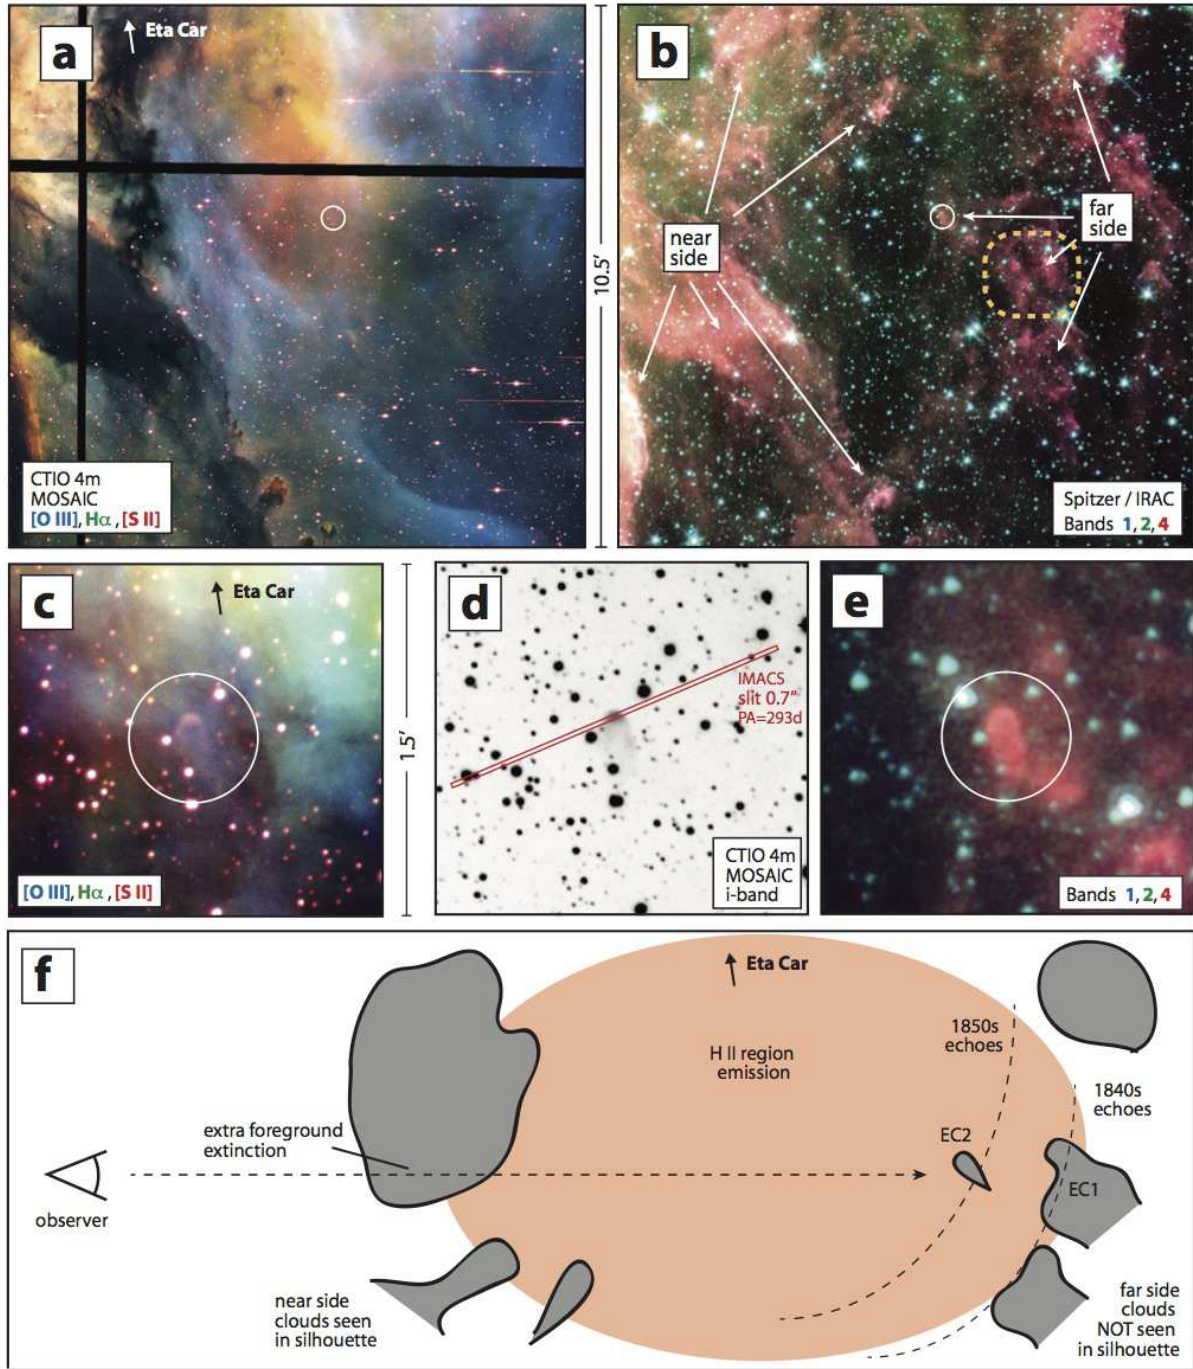 a
Eta Car
CTIO 4m
MOSAIC
[O III], Hα, [S II]
10.5′
b
near
side
far
side
Spitzer / IRAC
Bands 1, 2, 4
c
Eta Car
[O III], Hα, [S II]
1.5′
d
IMACS
slit 0.7″
PA=293d
CTIO 4m
MOSAIC
i-band
e
Bands 1, 2, 4
f
Eta Car
H II region
emission
1850s
echoes
1840s
echoes
extra foreground
extinction
EC2
EC1
observer
near side
clouds seen
in silhouette
far side
clouds
NOT seen
in silhouette